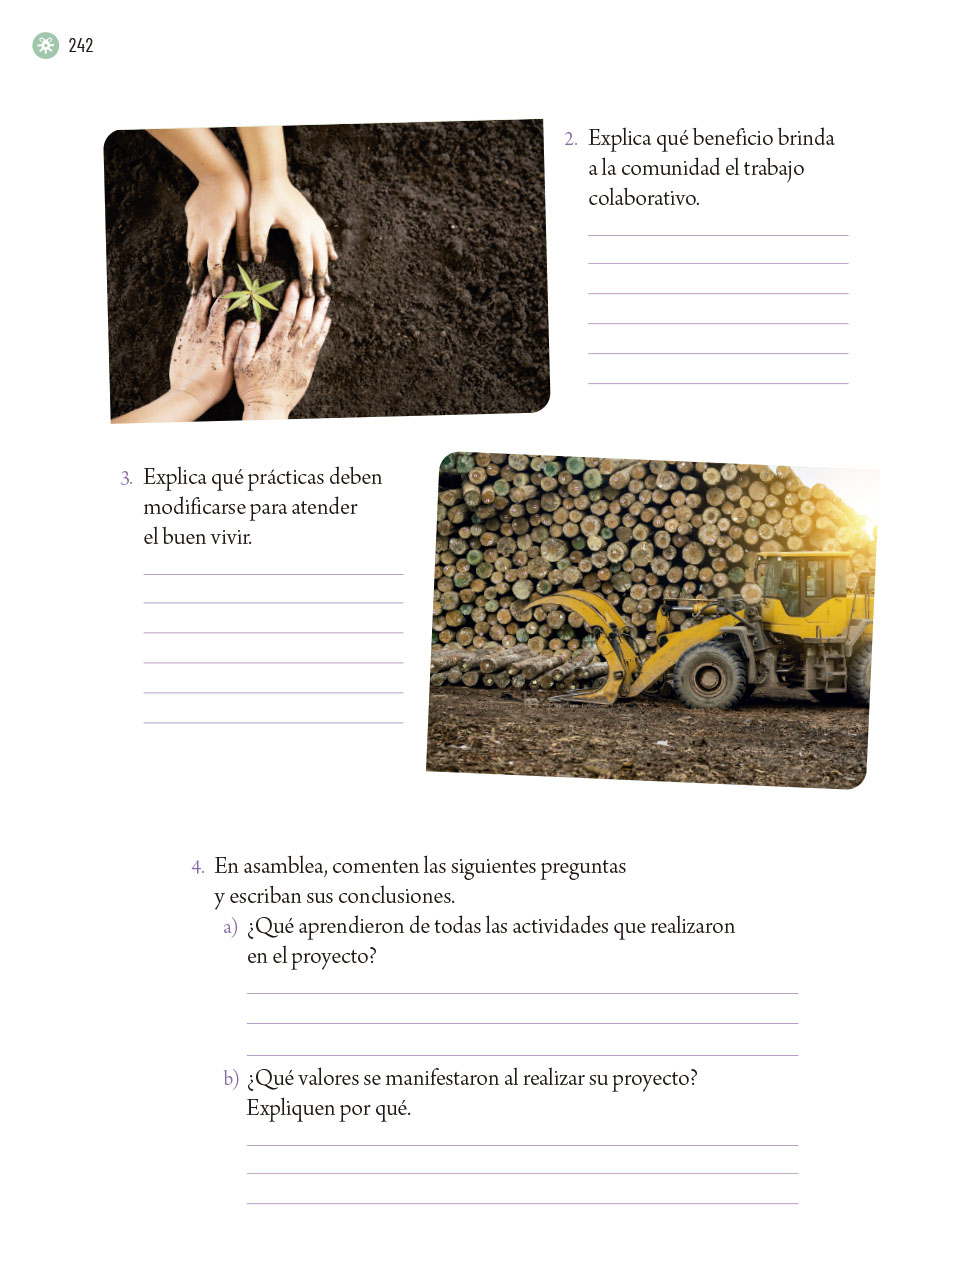 242
2. Explica qué beneficio brinda
a la comunidad el trabajo
colaborativo.
3. Explica qué prácticas deben
modificarse para atender
el buen vivir.
4. En asamblea, comenten las siguientes preguntas
y escriban sus conclusiones.
a) ¿Qué aprendieron de todas las actividades que realizaron
en el proyecto?
b) ¿Qué valores se manifestaron al realizar su proyecto?
Expliquen por qué.